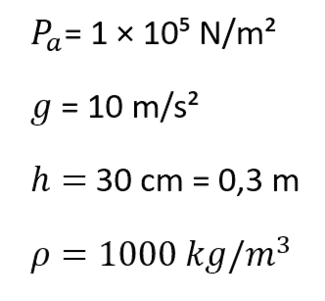 Pₐ= 1 × 10⁵ N/m²
g = 10 m/s²
h = 30 cm = 0,3 m
ρ = 1000 kg/m³